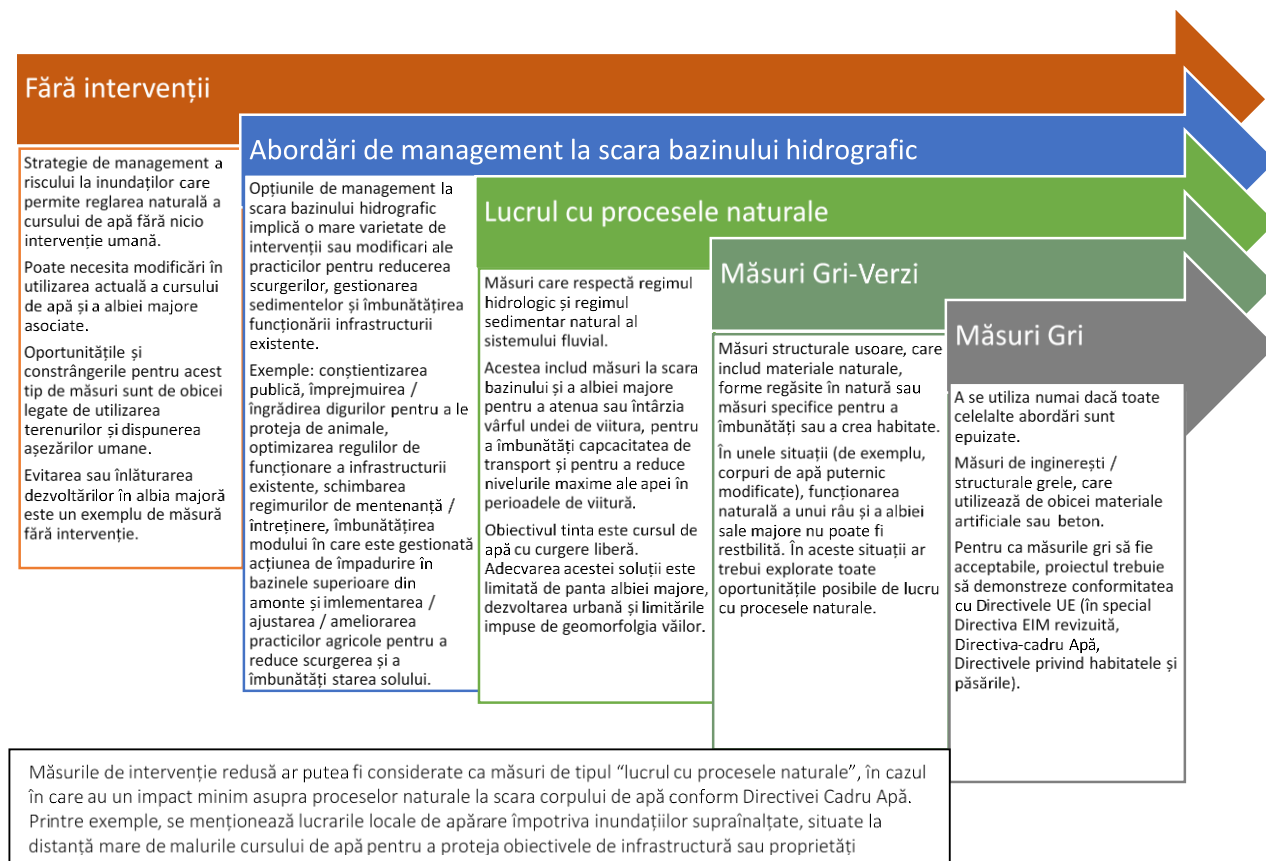 Fără intervenții
Strategie de management a
riscului la inundațiilor care
permite reglarea naturală a
cursului de apă fără nicio
intervenție umană.
Poate necesita modificări în
utilizarea actuală a cursului
de apă și a albiei majore
asociate.
Oportunitățile și
constrângerile pentru acest
tip de măsuri sunt de obicei
legate de utilizarea
terenurilor și dispunerea
așezărilor umane.
Evitarea sau înlăturarea
dezvoltărilor în albia majoră
este un exemplu de măsură
fără intervenție.
Abordări de management la scara bazinului hidrografic
Opțiunile de management la
scara bazinului hidrografic
implică o mare varietate de
intervenții sau modificari ale
practicilor pentru reducerea
scurgerilor, gestionarea
sedimentelor și îmbunătățirea
funcționării infrastructurii
existente.
Exemple: conștientizarea
publică, împrejmuirea /
îngrădirea digurilor pentru a le
proteja de animale,
optimizarea regulilor de
funcționare a infrastructurii
existente, schimbarea
regimurilor de mentenanță /
întreținere, îmbunătățirea
modului în care este gestionată
acțiunea de împadurire în
bazinele superioare din
amonte și imlementarea /
ajustarea / ameliorarea
practicilor agricole pentru a
reduce scurgerea și a
îmbunătăți starea solului.
Lucrul cu procesele naturale
Măsuri care respectă regimul
hidrologic și regimul
sedimentar natural al
sistemului fluvial.
Acestea includ măsuri la scara
bazinului și a albiei majore
pentru a atenua sau întârzia
vârful undei de viitura, pentru
a îmbunătăți capcacitatea de
transport și pentru a reduce
nivelurile maxime ale apei în
perioadele de viitură.
Obiectivul tinta este cursul de
apă cu curgere liberă.
Adecvarea acestei soluții este
limitată de panta albiei majore,
dezvoltarea urbană și limitările
impuse de geomorfolgia văilor.
Măsuri Gri-Verzi
Măsuri structurale usoare, care
includ materiale naturale,
forme regăsite în natură sau
măsuri specifice pentru a
îmbunătăți sau a crea habitate.
În unele situații (de exemplu,
corpuri de apă puternic
modificate), funcționarea
naturală a unui râu și a albiei
sale majore nu poate fi
restbilită. În aceste situații ar
trebui explorate toate
oportunitățile posibile de lucru
cu procesele naturale.
Măsuri Gri
A se utiliza numai dacă toate
celelalte abordări sunt
epuizate.
Măsuri de inginerești /
structurale grele, care
utilizează de obicei materiale
artificiale sau beton.
Pentru ca măsurile gri să fie
acceptabile, proiectul trebuie
să demonstreze conformitatea
cu Directivele UE (în special
Directiva EIM revizuită,
Directiva-cadru Apă,
Directivele privind habitatele și
păsările).
Măsurile de intervenție redusă ar putea fi considerate ca măsuri de tipul “lucrul cu procesele naturale”, în cazul
în care au un impact minim asupra proceselor naturale la scara corpului de apă conform Directivei Cadru Apă.
Printre exemple, se menționează lucrarile locale de apărare împotriva inundațiilor supraînalțate, situate la
distanță mare de malurile cursului de apă pentru a proteja obiectivele de infrastructură sau proprietăți